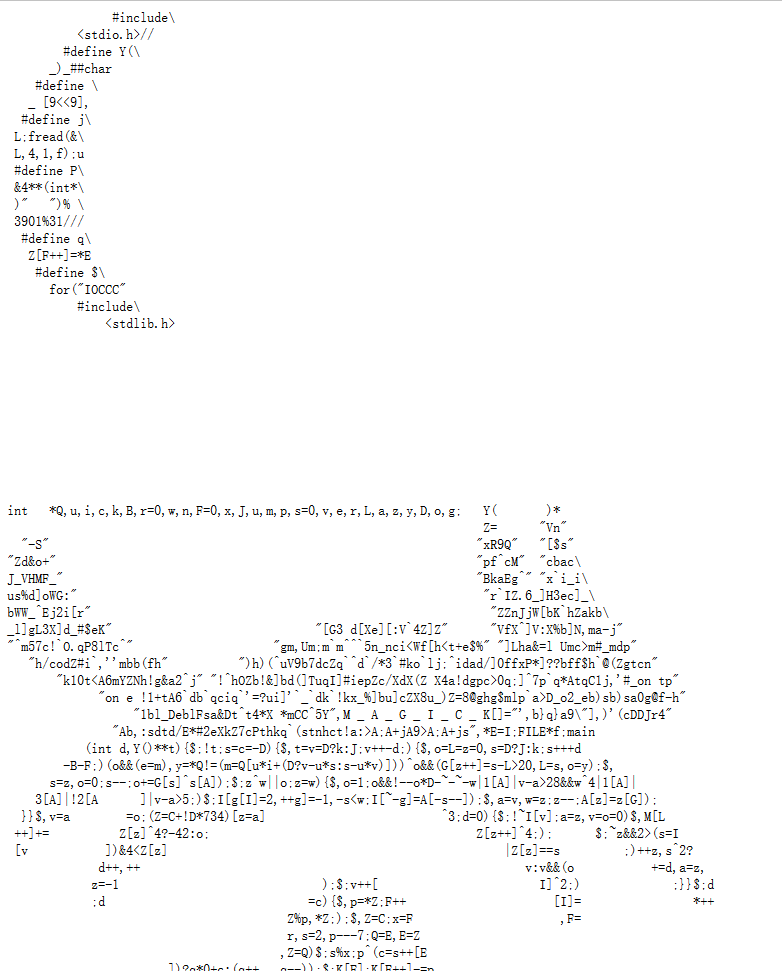 #include\
<stdio.h>//
#define Y(\
_)_##char
#define \
_ [9<<9],
#define j\
L;fread(&\
L,4,1,f);u
#define P\
&4**(int*\
)"   ")% \
3901%31///
#define q\
Z[F++]=*E
#define $\
for("IOCCC"
#include\
<stdlib.h>
int   *Q,u,i,c,k,B,r=0,w,n,F=0,x,J,u,m,p,s=0,v,e,r,L,a,z,y,D,o,g;   Y(       )*
Z=      "Vn"
"-S"                                                             "xR9Q"   "[$s"
"Zd&o+"                                                            "pf`cM"  "cbac\
J_VHMF_"                                                           "BkaEg^" "x`i_i\
us%d]oWG:"                                                          "r`IZ.6_]H3ec]_\
bWW_^Ej2i[r"                                                         "ZZnJjW[bK`hZakb\
_l]gL3X]d_#$eK"                             "[G3 d[Xe][:V`4Z]Z"      "VfX^]V:X%b]N,ma-j"
"^m57c!`O.qP8lTc^"                    "gm,Um;m`m```5n_nci<Wf[h<t+e$%" "]Lha&=l Umc>m#_mdp"
"h/codZ#i`,''mbb(fh"          ")h)(^uV9b7dcZq``d`/*3`#ko`lj;^idad/]OffxP*]??bff$h`@(Zgtcn"
"k10t<A6mYZNh!g&a2^j" "!^hOZb!&]bd(]TuqI]#iepZc/XdX(Z X4a!dgpc>0q;]^7p`q*AtqClj,'#_on tp"
"on e !1+tA6`db`qciq`'=?ui]'`_`dk`!kx_%]bu]cZX8u_)Z=8@ghg$mlp`a>D_o2_eb)sb)sa0g@f-h"
"1bl_DeblFsa&Dt^t4*X *mCC^5Y",M _ A _ G _ I _ C _ K[]="',b}q}a9\"],)'(cDDJr4"
"Ab,:sdtd/E*#2eXkZ7cPthkq`(stnhct!a:>A;A+jA9>A;A+js",*E=I;FILE*f;main
(int d,Y()**t){$;!t;s=c=-D){$,t=v=D?k:J;v++-d;){$,o=L=z=0,s=D?J:k;s+++d
-B-F;)(o&&(e=m),y=*Q!=(m=Q[u*i+(D?v-u*s:s-u*v)]))^o&&(G[z++]=s-L>20,L=s,o=y);$,
s=z,o=0;s--;o+=G[s]^s[A]);$;z^w||o;z=w){$,o=1;o&&!--o*D-~-~-w|1[A]|v-a>28&&w^4|1[A]|
3[A]|!2[A      ]|v-a>5;)$;I[g[I]=2,++g]=-1,-s<w;I[~-g]=A[-s--]);$,a=v,w=z;z--;A[z]=z[G]);
}}$,v=a        =o;(Z=C+!D*734)[z=a]                          ^3;d=0){$;!~I[v];a=z,v=o=0)$,M[L
++]+=          Z[z]^4?-42:o;                                      Z[z++]^4;);      $;~z&&2>(s=I
[v           ])&4<Z[z]                                                |Z[z]==s         ;)++z,s^2?
d++,++                                                       v:v&&(o           +=d,a=z,
z=-1                             );$;v++[                       I]^2;)             ;}}$;d
;d                             =c){$,p=*Z;F++                     [I]=                *++
Z%p,*Z;);$,Z=C;x=F                    ,F=
r,s=2,p---7;Q=E,E=Z
,Z=Q)$;s%x;p^(c=s++[E